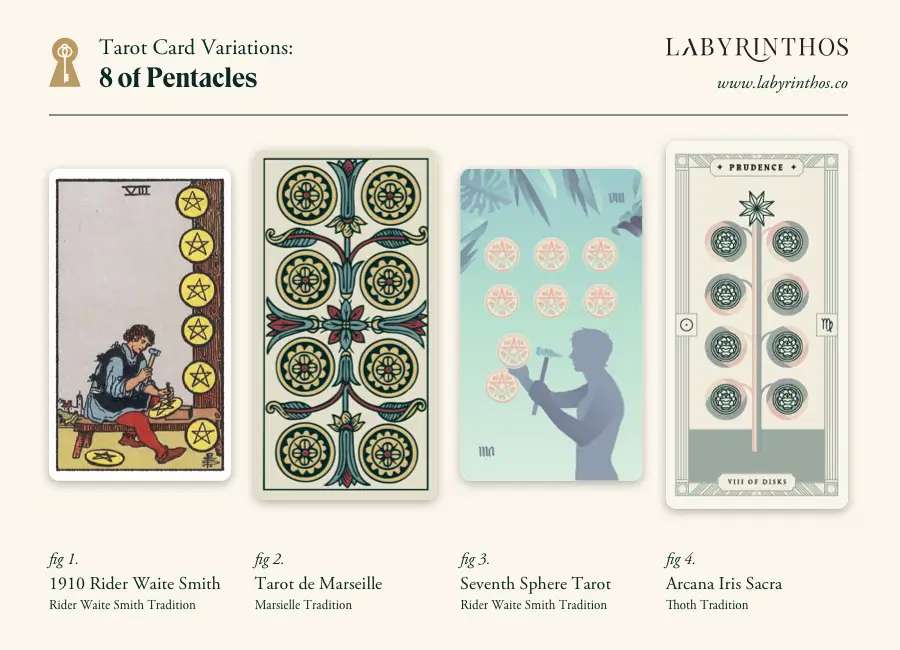 Tarot Card Variations:
8 of Pentacles
LABYRINTHOS
www.labyrinthos.co
VIII
VIII
PRUDENCE
VIII OF DISKS
fig 1.
1910 Rider Waite Smith
Rider Waite Smith Tradition
fig 2.
Tarot de Marseille
Marsielle Tradition
fig 3.
Seventh Sphere Tarot
Rider Waite Smith Tradition
fig 4.
Arcana Iris Sacra
Thoth Tradition